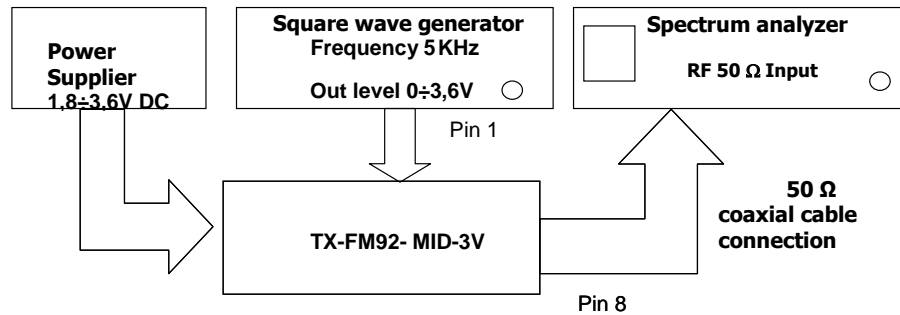 Power
Supplier
1,8÷3,6V DC
Square wave generator
Frequency 5KHz
Out level 0÷3,6V
Spectrum analyzer
RF 50 Ω Input
Pin 1
TX-FM92- MID-3V
50 Ω
coaxial cable
connection
Pin 8